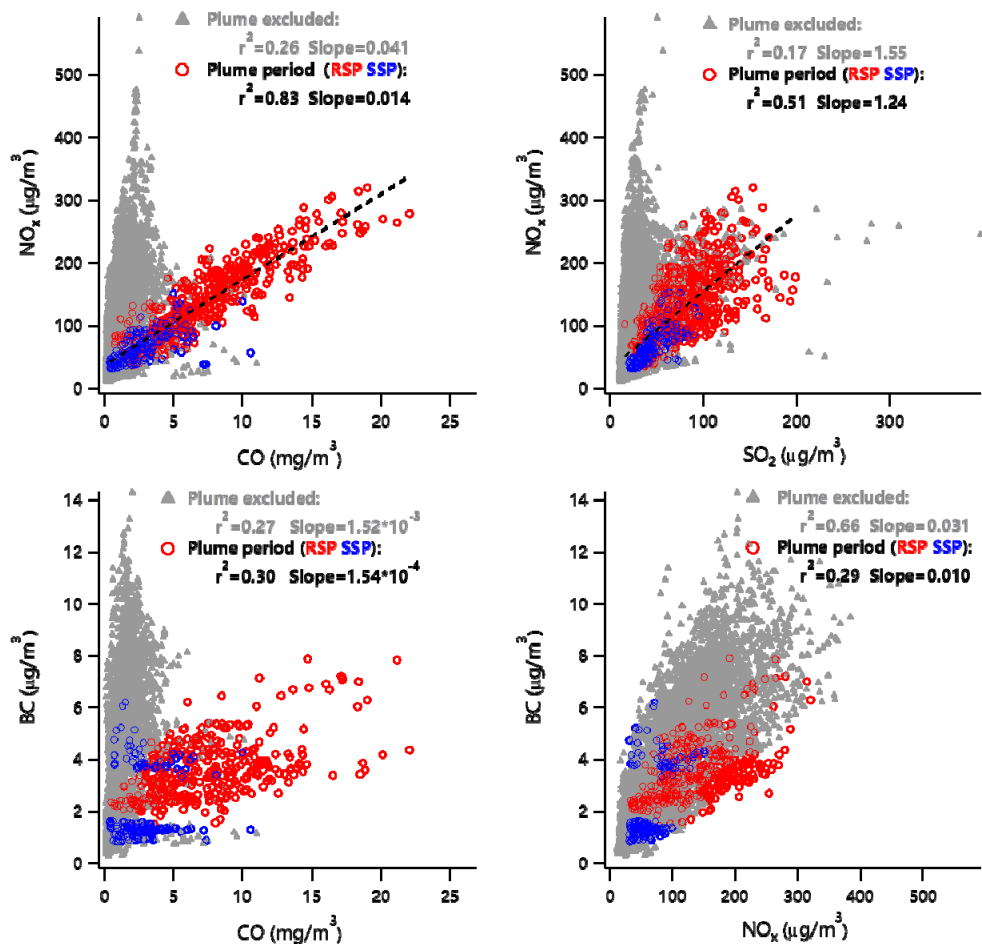 Plume excluded:
r²=0.26 Slope=0.041
Plume period (RSP SSP):
r²=0.83 Slope=0.014
500
400
300
200
100
0
NOₓ (μg/m³)
0 5 10 15 20 25
CO (mg/m³)
Plume excluded:
r²=0.17 Slope=1.55
Plume period (RSP SSP):
r²=0.51 Slope=1.24
500
400
300
200
100
0
NOₓ (μg/m³)
0 100 200 300
SO₂ (μg/m³)
Plume excluded:
r²=0.27 Slope=1.52*10⁻³
Plume period (RSP SSP):
r²=0.30 Slope=1.54*10⁻⁴
14
12
10
8
6
4
2
0
BC (μg/m³)
0 5 10 15 20 25
CO (mg/m³)
Plume excluded:
r²=0.66 Slope=0.031
Plume period (RSP SSP):
r²=0.29 Slope=0.010
14
12
10
8
6
4
2
0
BC (μg/m³)
0 100 200 300 400 500
NOₓ (μg/m³)